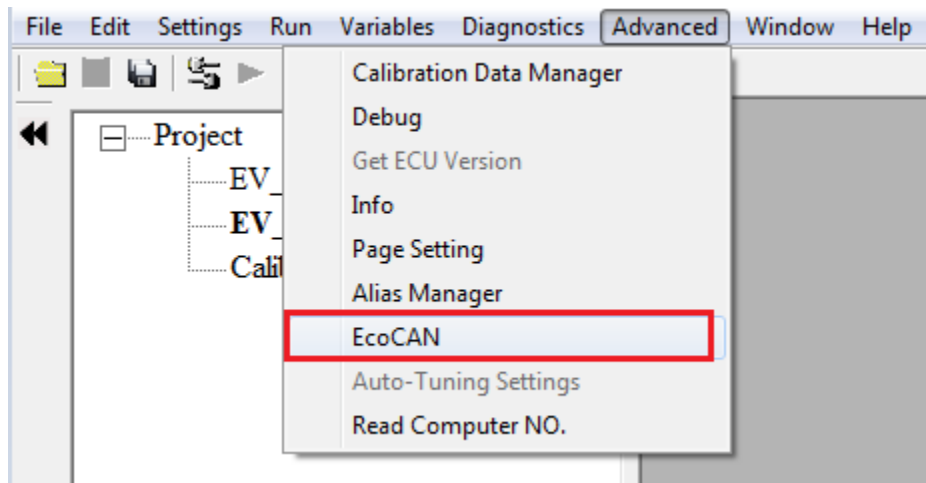 File Edit Settings Run Variables Diagnostics Advanced Window Help
Calibration Data Manager
Debug
Get ECU Version
Info
Page Setting
Alias Manager
EcoCAN
Auto-Tuning Settings
Read Computer NO.
Project
EV_
EV_